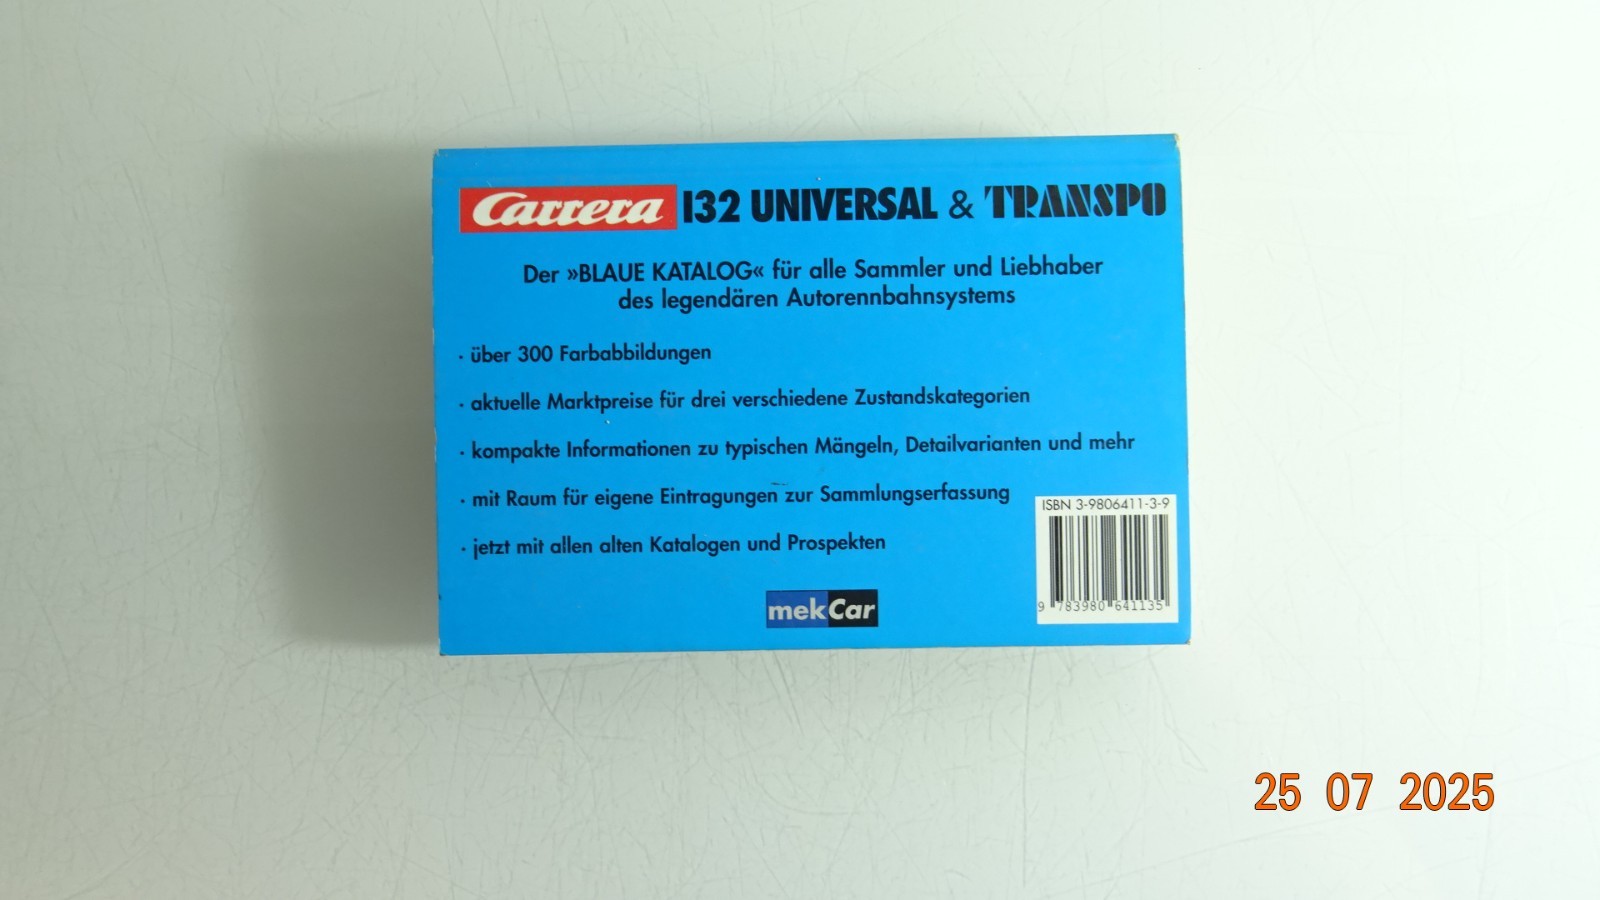 Carrera 132 UNIVERSAL & TRANSPO
Der »BLAUE KATALOG« für alle Sammler und Liebhaber
des legendären Autorennbahnsystems
· über 300 Farbabbildungen
· aktuelle Marktpreise für drei verschiedene Zustandskategorien
· kompakte Informationen zu typischen Mängeln, Detailvarianten und mehr
· mit Raum für eigene Eintragungen zur Sammlungserfassung
· jetzt mit allen alten Katalogen und Prospekten
ISBN 3-9806411-3-9
9 783980 641135
mekCar
25 07 2025